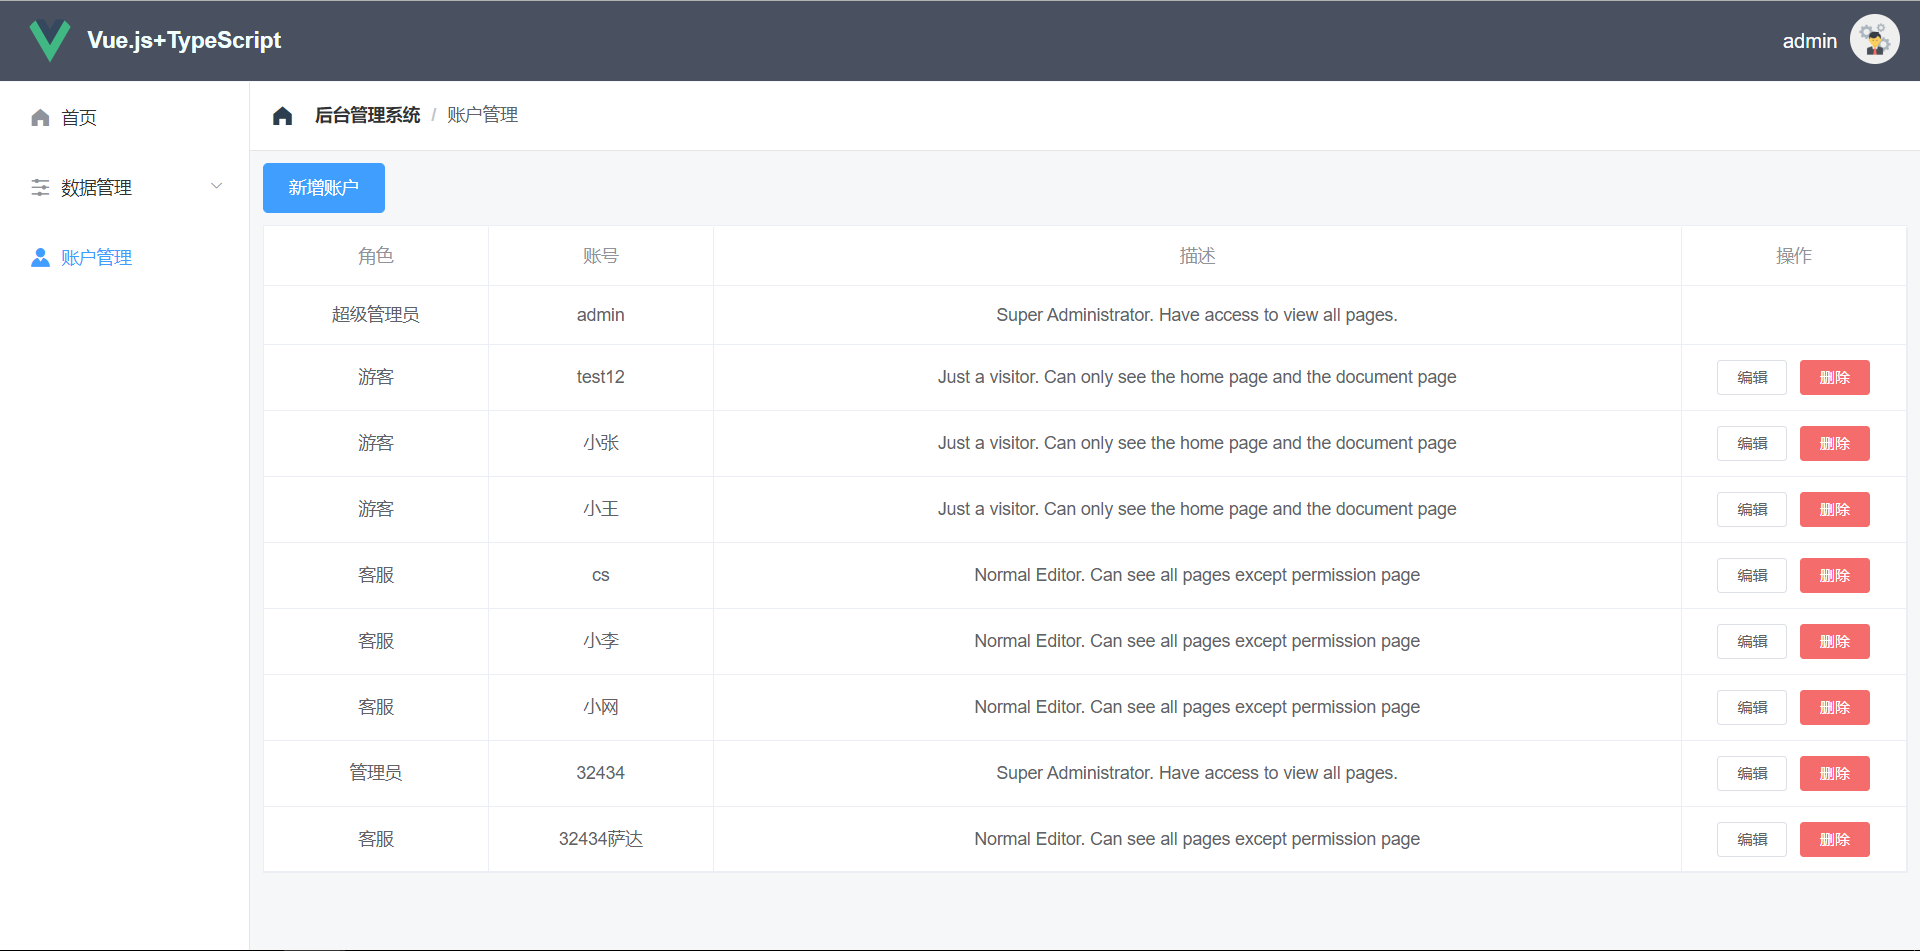 Vue.js+TypeScript
admin
首页
数据管理
账户管理
后台管理系统 / 账户管理
新增账户
角色 账号 描述 操作
超级管理员 admin Super Administrator. Have access to view all pages.
游客 test12 Just a visitor. Can only see the home page and the document page 编辑 删除
游客 小张 Just a visitor. Can only see the home page and the document page 编辑 删除
游客 小王 Just a visitor. Can only see the home page and the document page 编辑 删除
客服 cs Normal Editor. Can see all pages except permission page 编辑 删除
客服 小李 Normal Editor. Can see all pages except permission page 编辑 删除
客服 小网 Normal Editor. Can see all pages except permission page 编辑 删除
管理员 32434 Super Administrator. Have access to view all pages. 编辑 删除
客服 32434萨达 Normal Editor. Can see all pages except permission page 编辑 删除